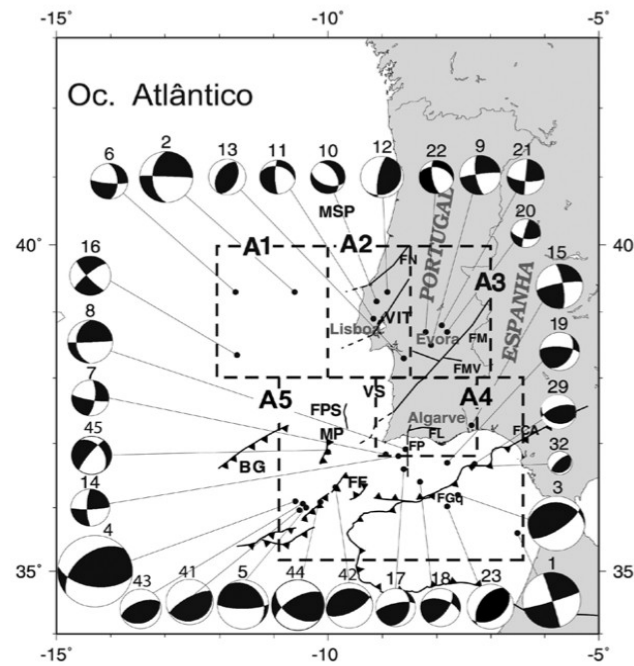 -15°
-10°
-5°
Oc. Atlântico
6
2
13
11
10
12
22
9
21
MSP
20
40°
40°
A1
A2
FN
PORTUGAL
16
15
A3
ESPANHA
VIT
Lisboa
Evora
FM
8
19
FMV
A5
VS
A4
7
29
FPS
Algarve
FL
FCA
45
MP
FP
32
BG
14
FF
FGq
3
4
35°
35°
43
41
5
44
42
17
18
23
1
-15°
-10°
-5°